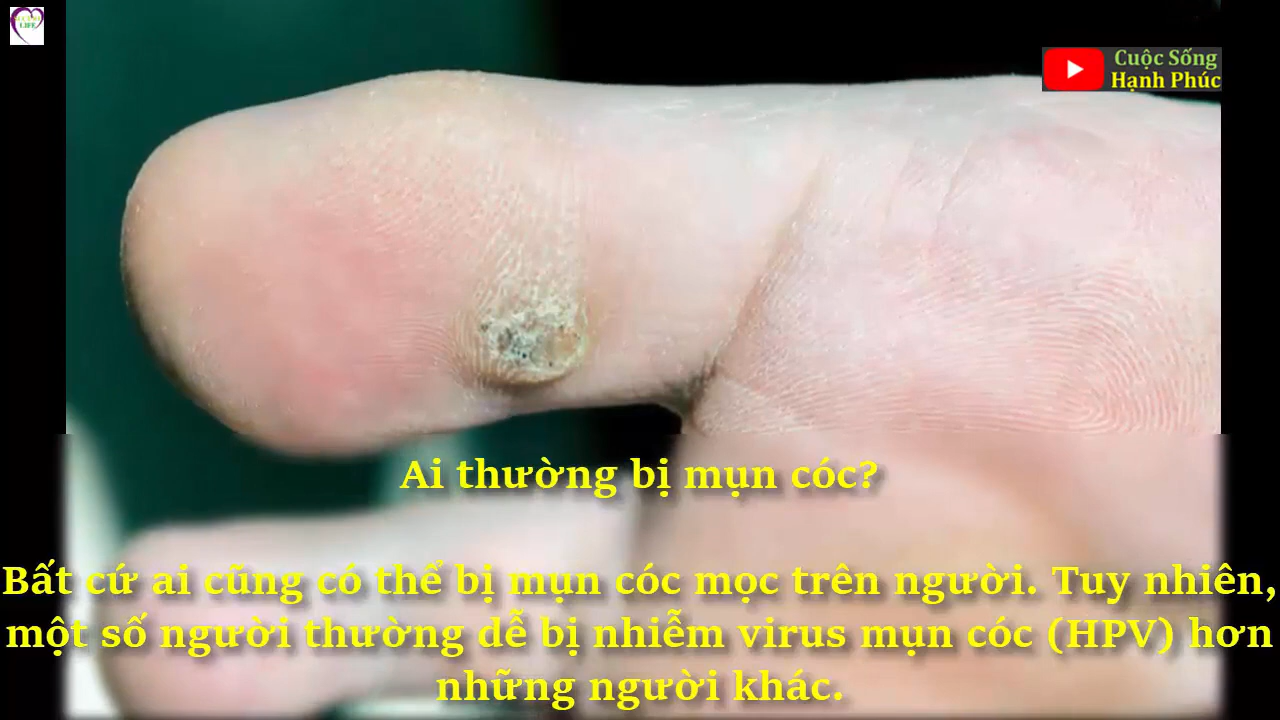 Cuộc Sống
Hạnh Phúc
Ai thường bị mụn cóc?
Bất cứ ai cũng có thể bị mụn cóc mọc trên người. Tuy nhiên,
một số người thường dễ bị nhiễm virus mụn cóc (HPV) hơn
những người khác.